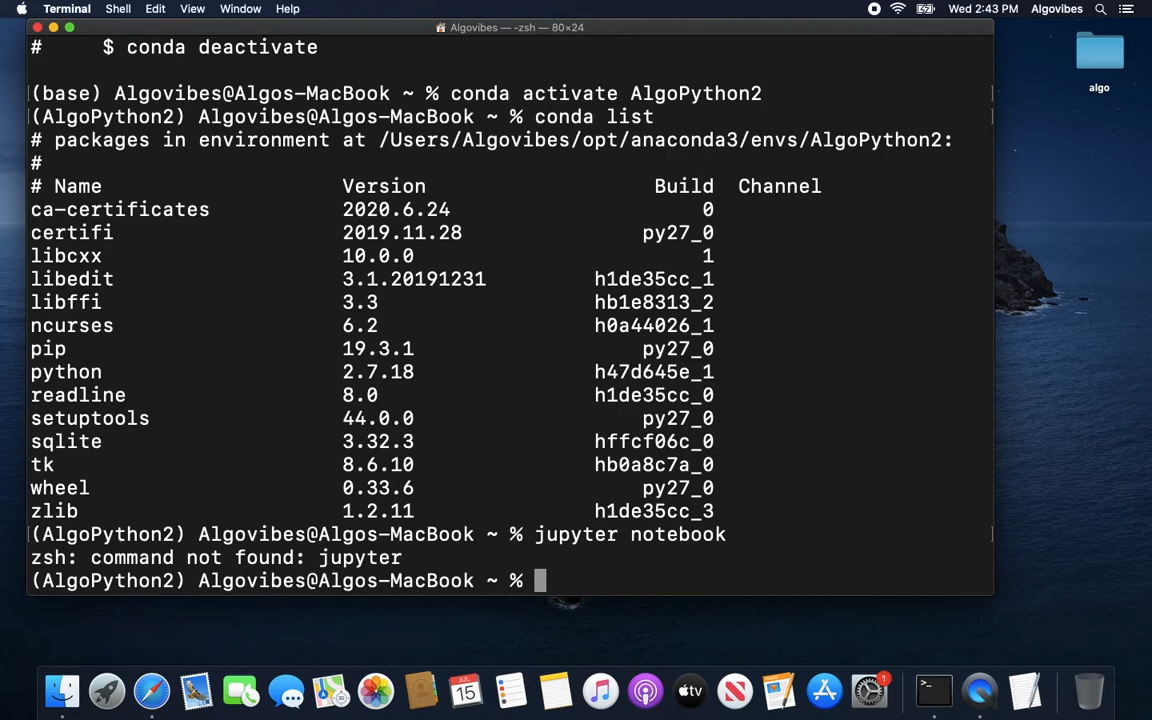 Terminal Shell Edit View Window Help Wed 2:43 PM Algovibes
Algovibes — -zsh — 80×24
# $ conda deactivate
(base) Algovibes@Algos-MacBook ~ % conda activate AlgoPython2
(AlgoPython2) Algovibes@Algos-MacBook ~ % conda list
# packages in environment at /Users/Algovibes/opt/anaconda3/envs/AlgoPython2:
#
# Name Version Build Channel
ca-certificates 2020.6.24 0
certifi 2019.11.28 py27_0
libcxx 10.0.0 1
libedit 3.1.20191231 h1de35cc_1
libffi 3.3 hb1e8313_2
ncurses 6.2 h0a44026_1
pip 19.3.1 py27_0
python 2.7.18 h47d645e_1
readline 8.0 h1de35cc_0
setuptools 44.0.0 py27_0
sqlite 3.32.3 hffcf06c_0
tk 8.6.10 hb0a8c7a_0
wheel 0.33.6 py27_0
zlib 1.2.11 h1de35cc_3
(AlgoPython2) Algovibes@Algos-MacBook ~ % jupyter notebook
zsh: command not found: jupyter
(AlgoPython2) Algovibes@Algos-MacBook ~ %
algo
JUL
15
tv
1
>_